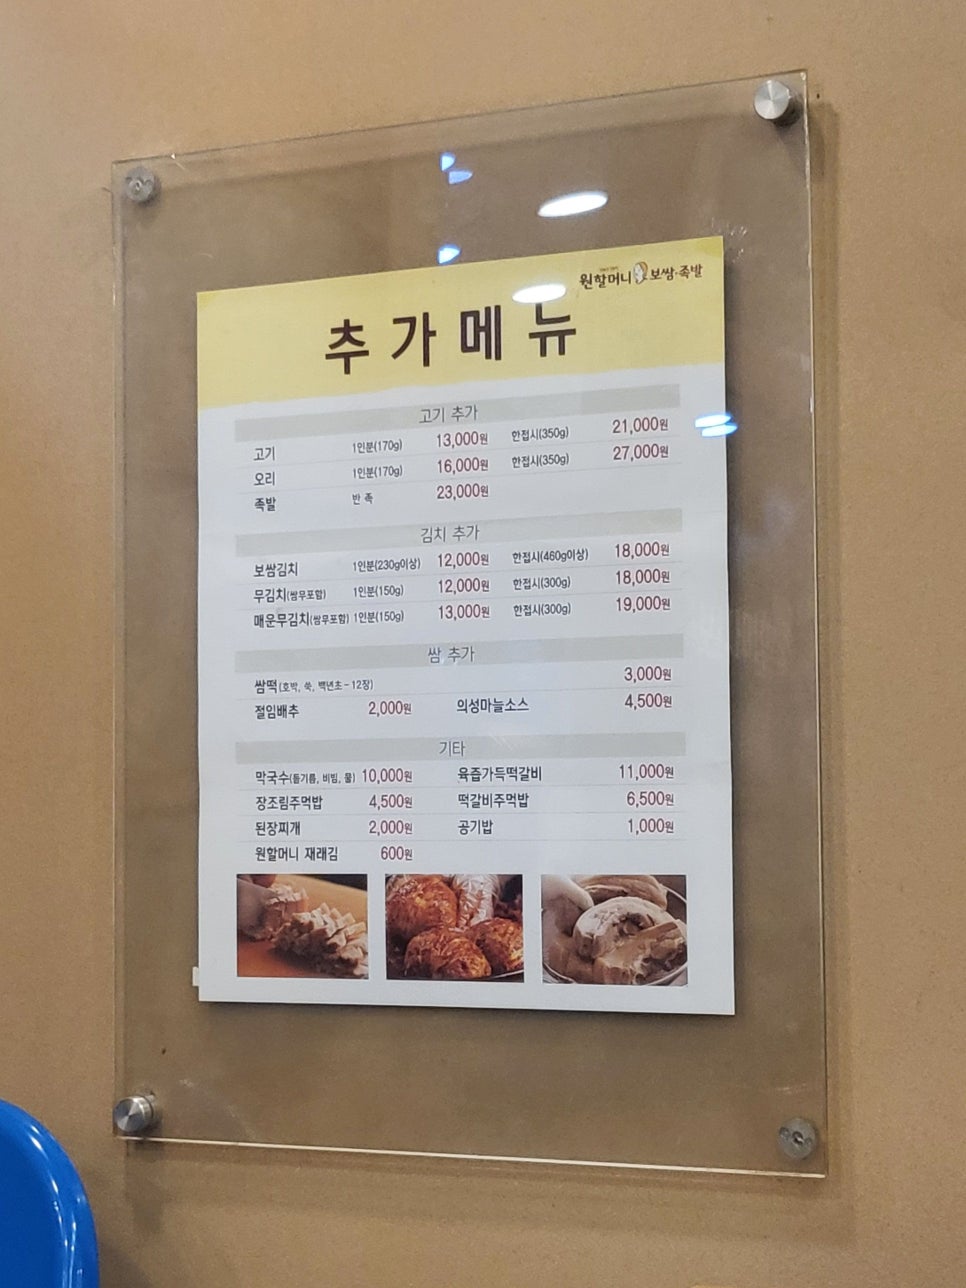 원할머니 보쌈·족발
추가메뉴
고기 추가
고기 1인분(170g) 13,000원 한접시(350g) 21,000원
오리 1인분(170g) 16,000원 한접시(350g) 27,000원
족발 반 족 23,000원
김치 추가
보쌈김치 1인분(230g이상) 12,000원 한접시(460g이상) 18,000원
무김치(쌈무포함) 1인분(150g) 12,000원 한접시(300g) 18,000원
매운무김치(쌈무포함) 1인분(150g) 13,000원 한접시(300g) 19,000원
쌈 추가
쌈떡(호박, 쑥, 백년초 - 12장) 3,000원
절임배추 2,000원 의성마늘소스 4,500원
기타
막국수(들기름, 비빔, 물) 10,000원 육즙가득떡갈비 11,000원
장조림주먹밥 4,500원 떡갈비주먹밥 6,500원
된장찌개 2,000원 공기밥 1,000원
원할머니 재래김 600원